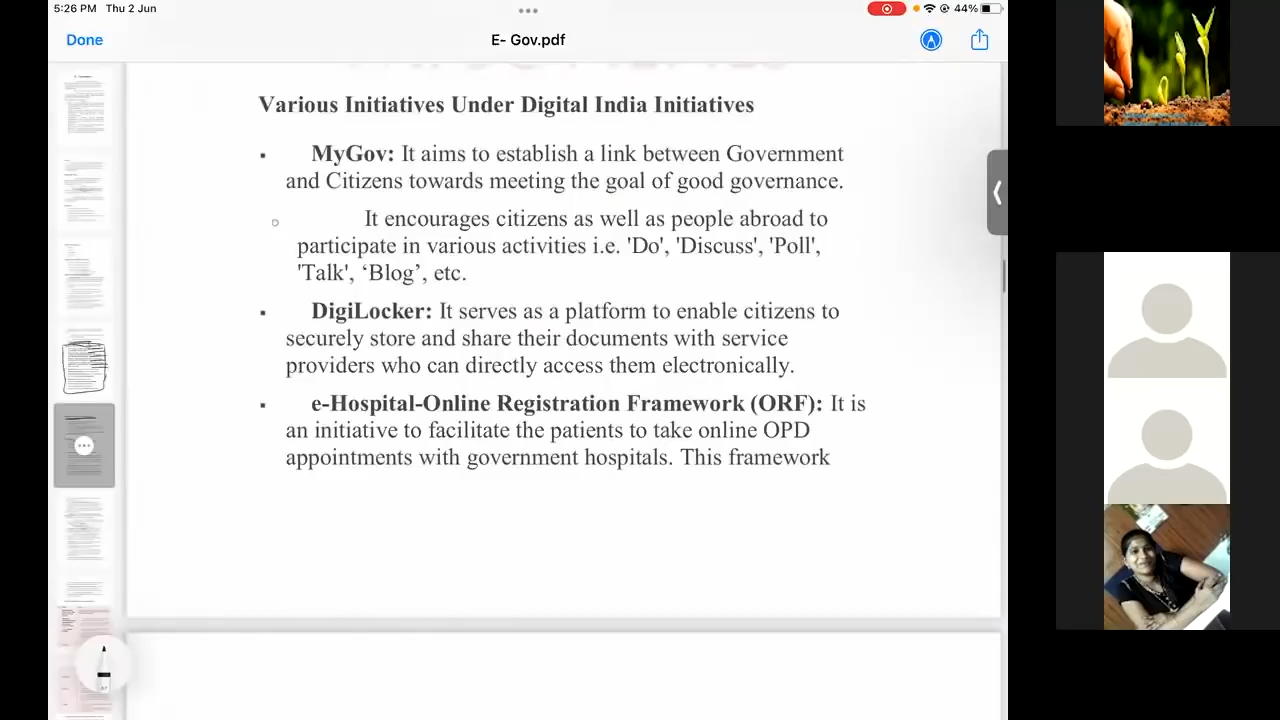 5:26 PM Thu 2 Jun
44%
Done
E- Gov.pdf
Various Initiatives Under Digital India Initiatives
MyGov: It aims to establish a link between Government
and Citizens towards meeting the goal of good governance.
It encourages citizens as well as people abroad to
participate in various activities i.e. 'Do', 'Discuss', 'Poll',
'Talk', ‘Blog’, etc.
DigiLocker: It serves as a platform to enable citizens to
securely store and share their documents with service
providers who can directly access them electronically.
e-Hospital-Online Registration Framework (ORF): It is
an initiative to facilitate the patients to take online OPD
appointments with government hospitals. This framework